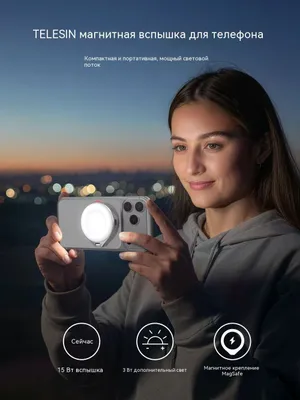 TELESIN магнитная вспышка для телефона
Компактная и портативная, мощный световой
поток
Сейчас
15 Вт вспышка
3 Вт дополнительный свет
Магнитное крепление
MagSafe